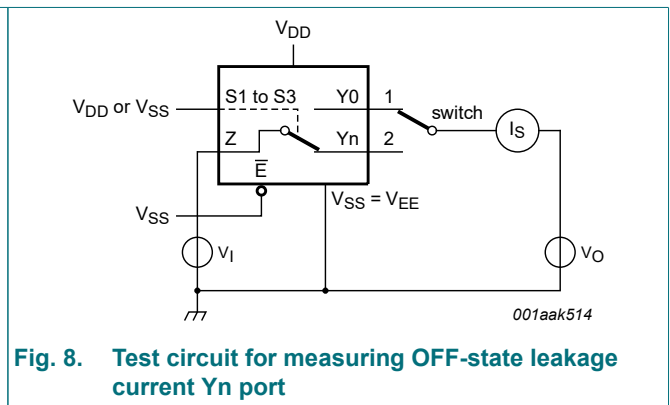 VDD
S1 to S3
Y0
1
switch
VDD or VSS
IS
Z
Yn
2
E
VSS = VEE
VSS
VI
VO
001aak514
Fig. 8. Test circuit for measuring OFF-state leakage
current Yn port